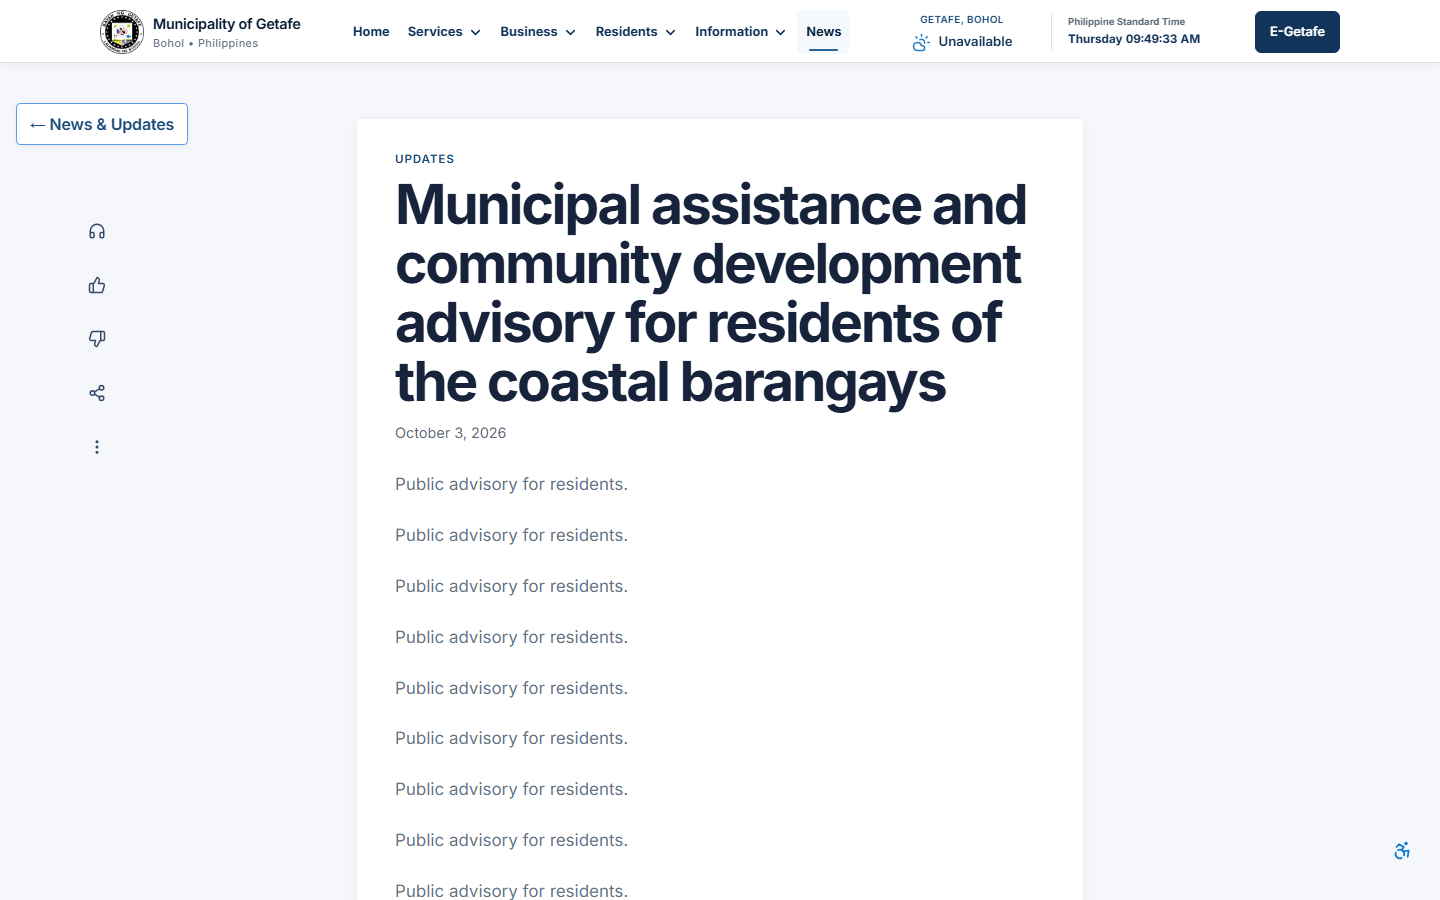 Municipality of Getafe
Bohol • Philippines
Home
Services
Business
Residents
Information
News
GETAFE, BOHOL
Unavailable
Philippine Standard Time
Thursday 09:49:33 AM
E-Getafe
← News & Updates
UPDATES
Municipal assistance and
community development
advisory for residents of
the coastal barangays
October 3, 2026
Public advisory for residents.
Public advisory for residents.
Public advisory for residents.
Public advisory for residents.
Public advisory for residents.
Public advisory for residents.
Public advisory for residents.
Public advisory for residents.
Public advisory for residents.